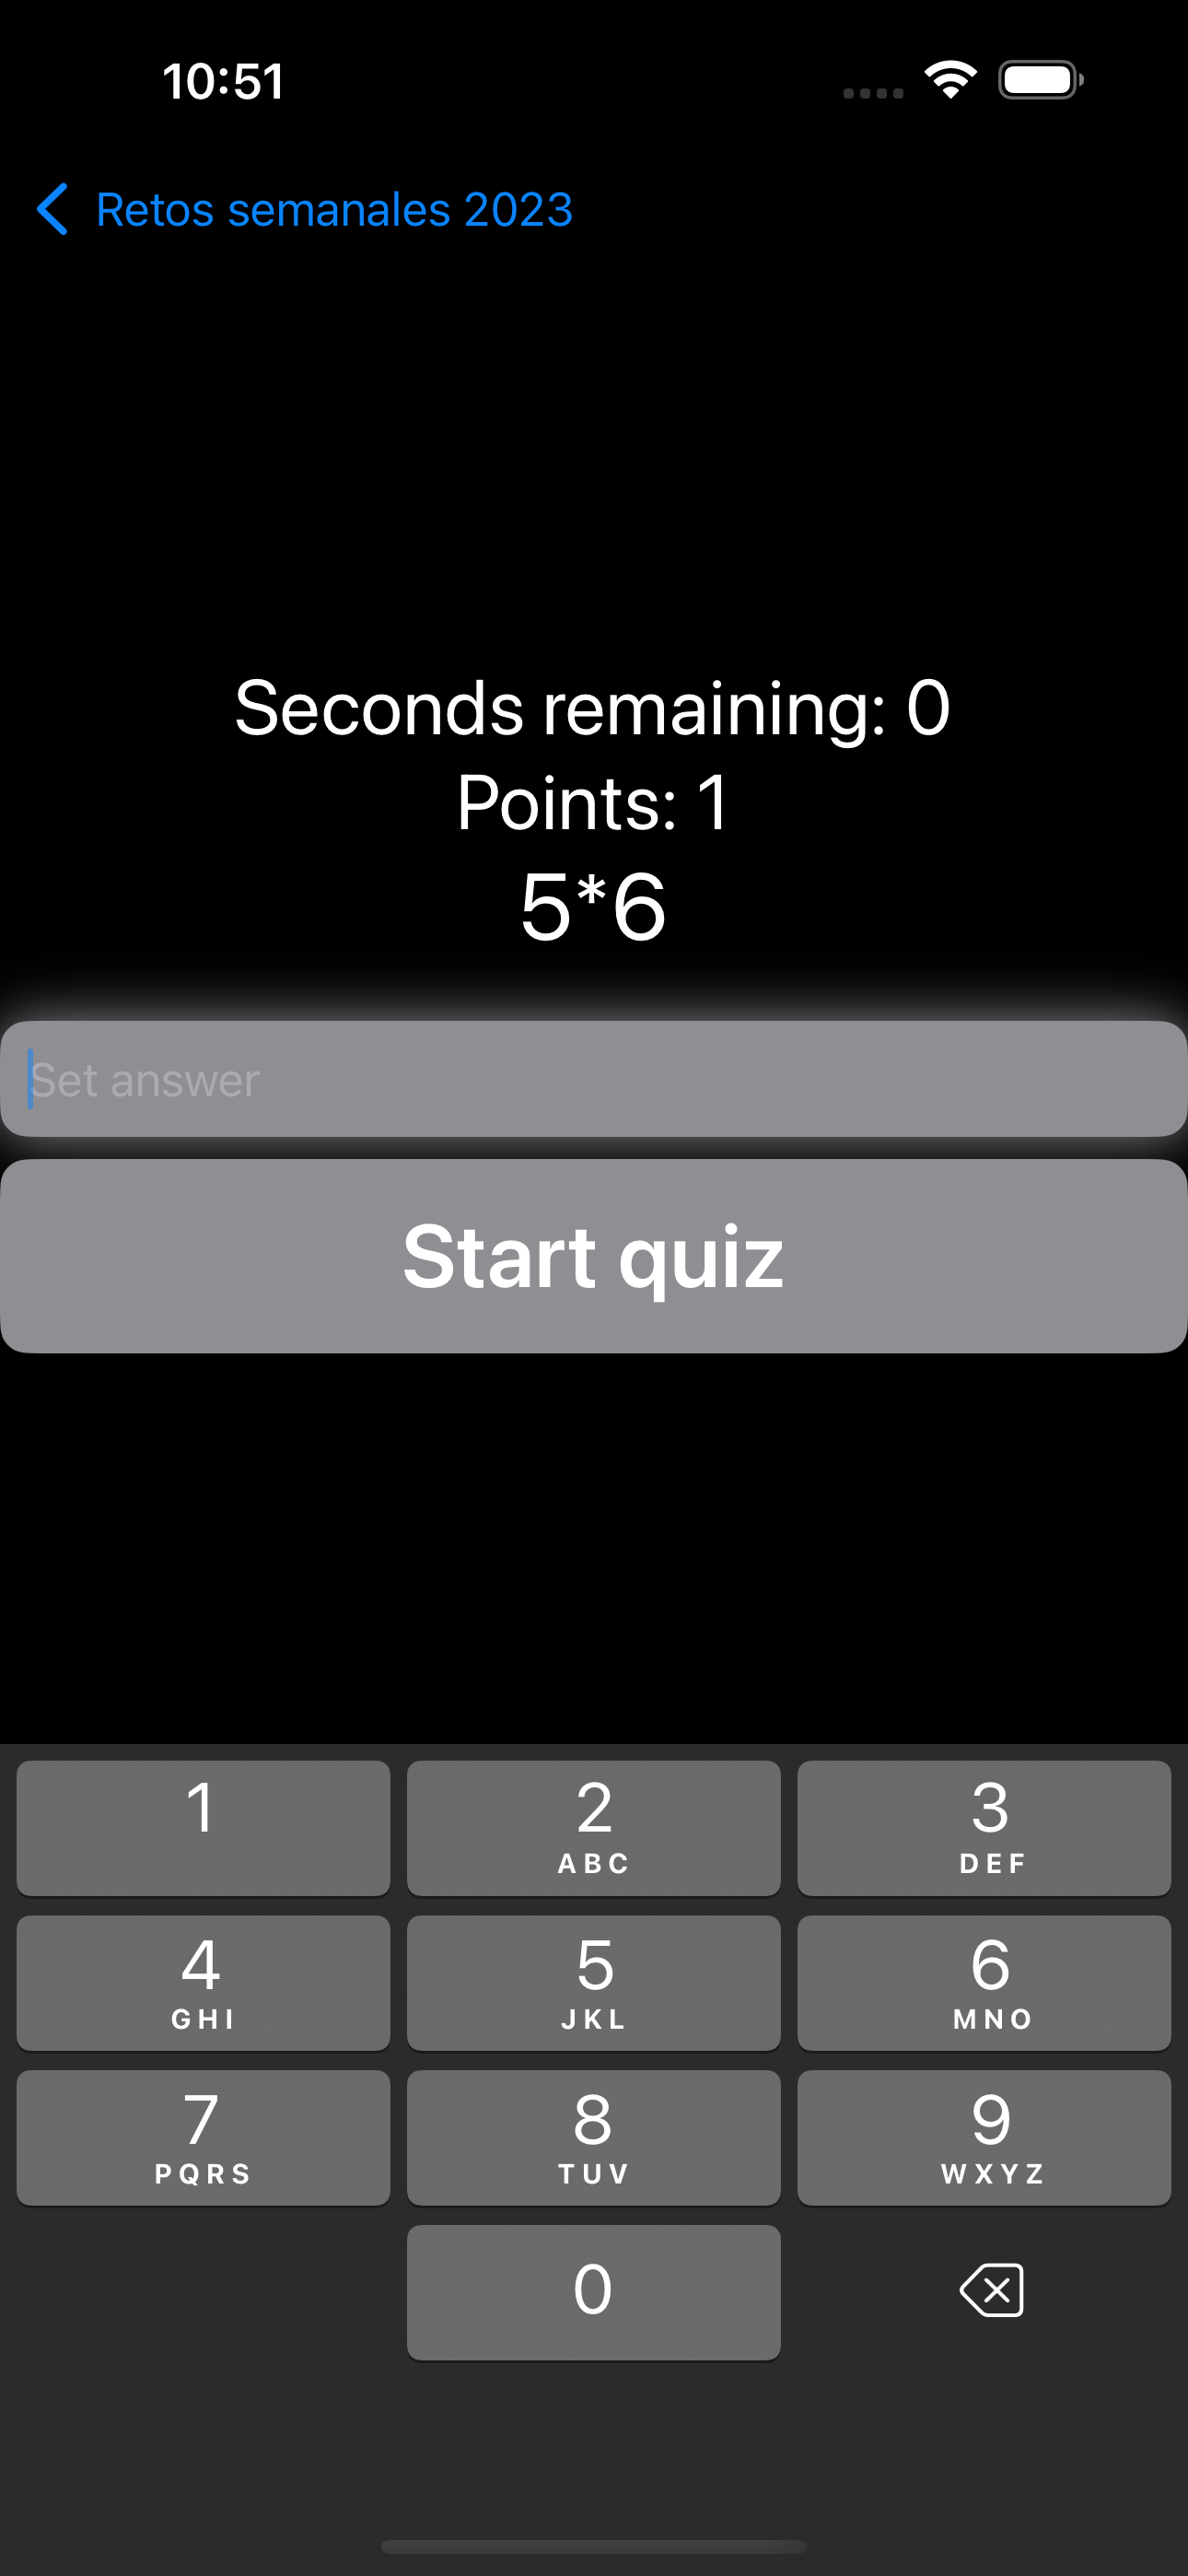 10:51
Retos semanales 2023
Seconds remaining: 0
Points: 1
5*6
Set answer
Start quiz
1 2 3
ABC DEF
4 5 6
GHI JKL MNO
7 8 9
PQRS TUV WXYZ
0